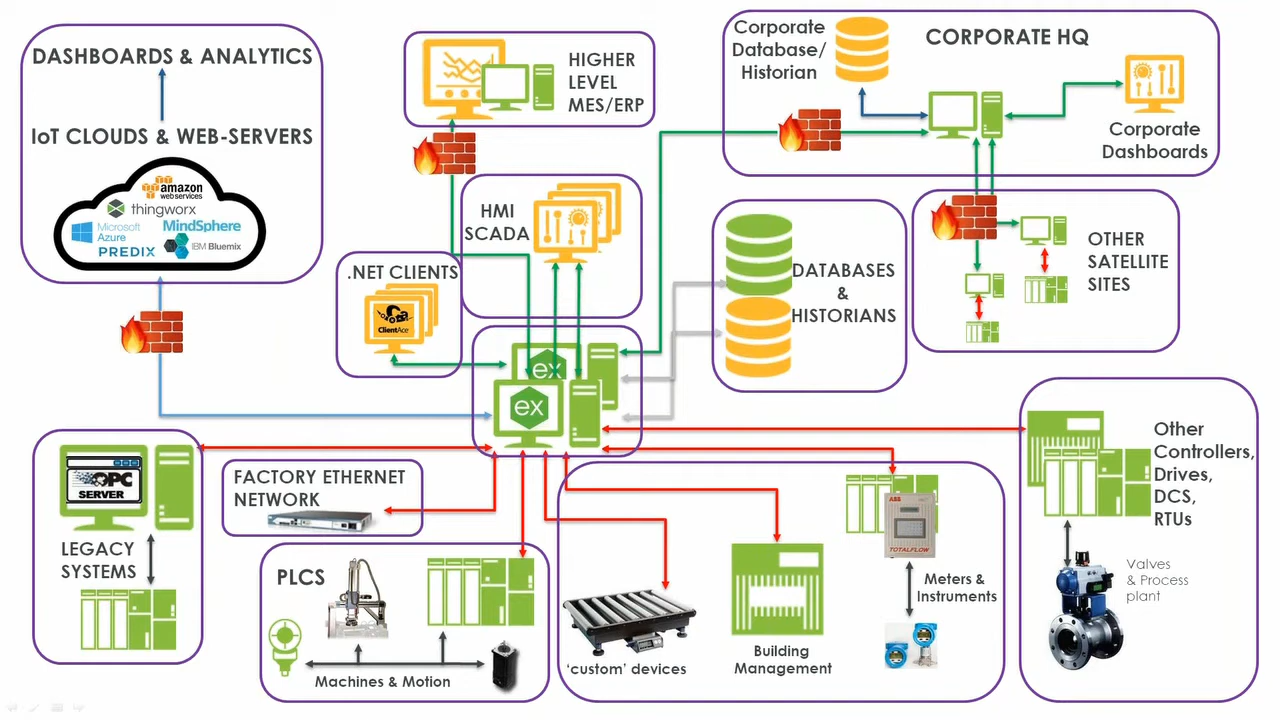 DASHBOARDS & ANALYTICS
IoT CLOUDS & WEB-SERVERS
amazon
webservices
thingworx
Microsoft
Azure
MindSphere
PREDIX
IBM Bluemix
HIGHER
LEVEL
MES/ERP
HMI
SCADA
.NET CLIENTS
ClientAce
Corporate
Database/
Historian
CORPORATE HQ
Corporate
Dashboards
DATABASES
&
HISTORIANS
OTHER
SATELLITE
SITES
ex
ex
OPC
SERVER
LEGACY
SYSTEMS
FACTORY ETHERNET
NETWORK
PLCS
Machines & Motion
'custom' devices
Building
Management
ABB
TOTALFLOW
Meters &
Instruments
Other
Controllers,
Drives,
DCS,
RTUs
Valves
& Process
plant